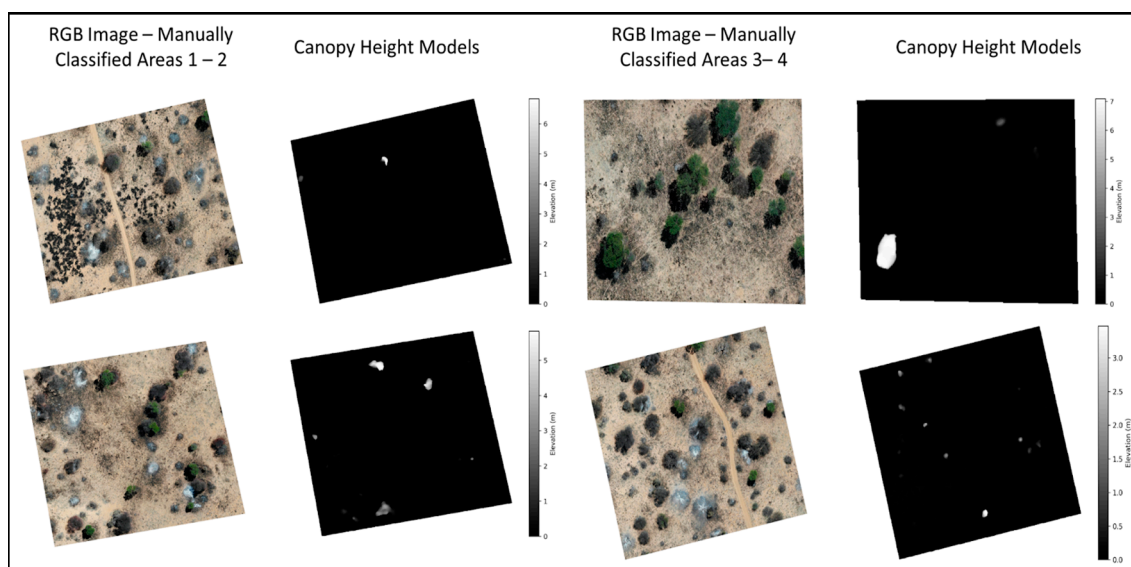 RGB Image – Manually
Classified Areas 1 – 2
Canopy Height Models
RGB Image – Manually
Classified Areas 3– 4
Canopy Height Models
6
5
4
3
2
1
0
Elevation (m)
7
6
5
4
3
2
1
0
Elevation (m)
5
4
3
2
1
0
Elevation (m)
3.0
2.5
2.0
1.5
1.0
0.5
0.0
Elevation (m)